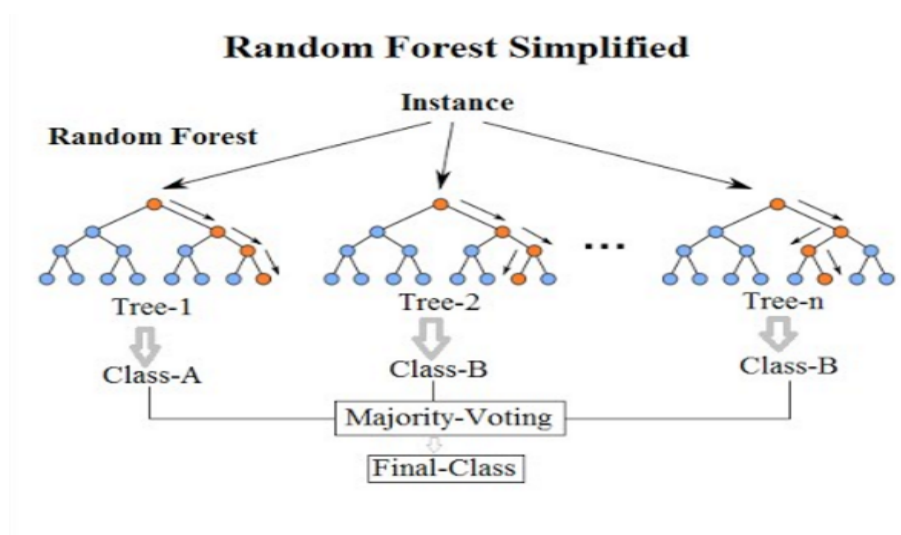 Random Forest Simplified
Instance
Random Forest
...
Tree-1
Tree-2
Tree-n
Class-A
Class-B
Class-B
Majority-Voting
Final-Class